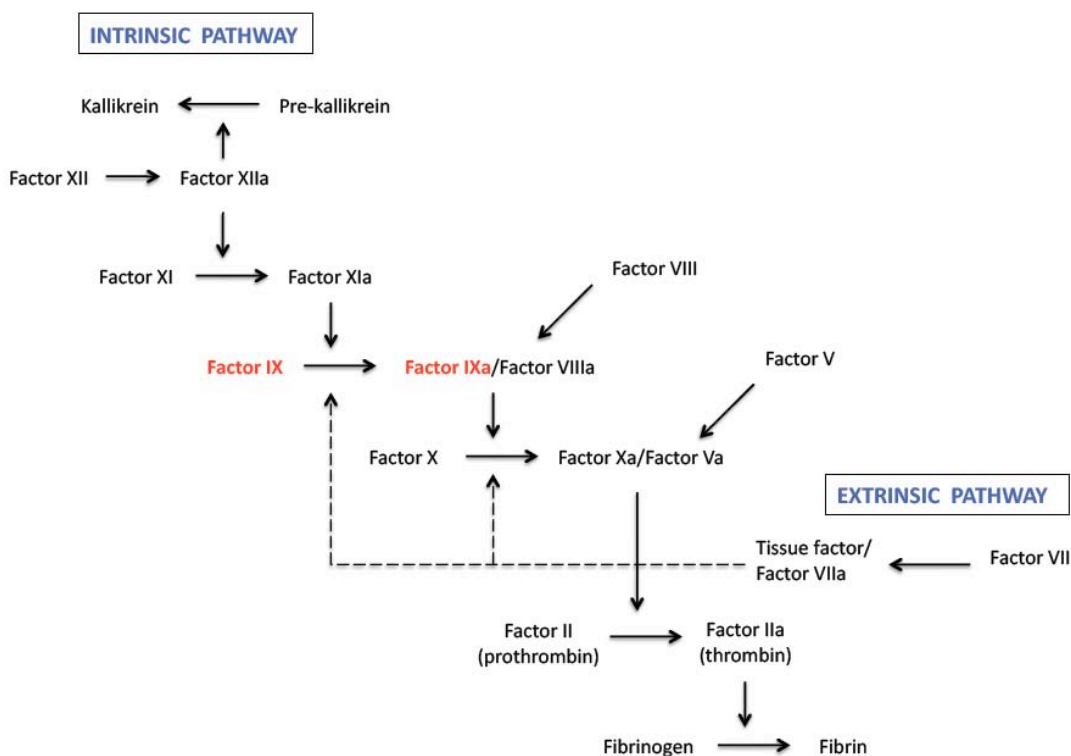 INTRINSIC PATHWAY
Kallikrein
Pre-kallikrein
Factor XII
Factor XIIa
Factor XI
Factor XIa
Factor VIII
Factor IX
Factor IXa/Factor VIIIa
Factor V
Factor X
Factor Xa/Factor Va
EXTRINSIC PATHWAY
Tissue factor/
Factor VIIa
Factor VII
Factor II
(prothrombin)
Factor IIa
(thrombin)
Fibrinogen
Fibrin